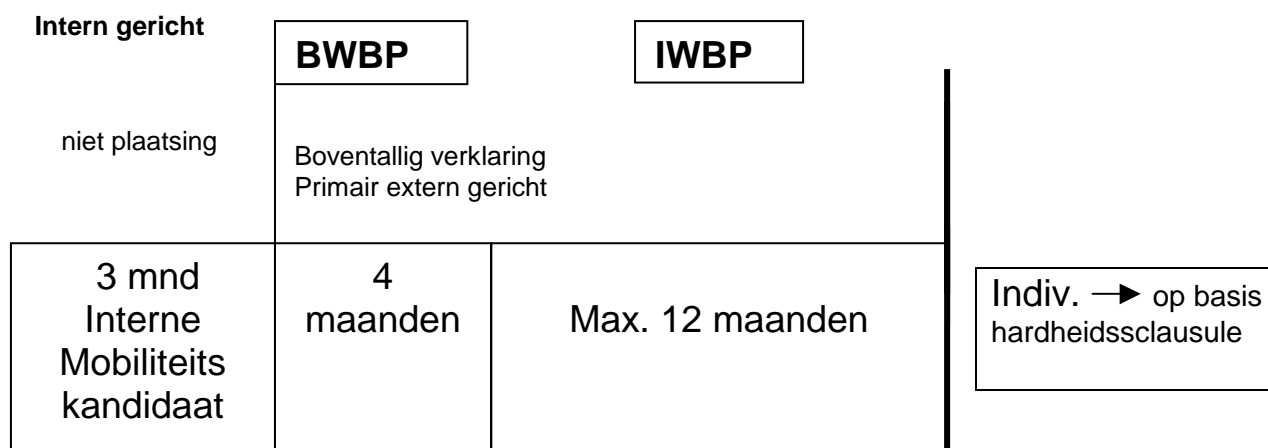 Intern gericht
BWBP
IWBP
niet plaatsing
Boventallig verklaring
Primair extern gericht
3 mnd
Interne
Mobiliteits
kandidaat
4
maanden
Max. 12 maanden
Indiv. → op basis
hardheidssclausule